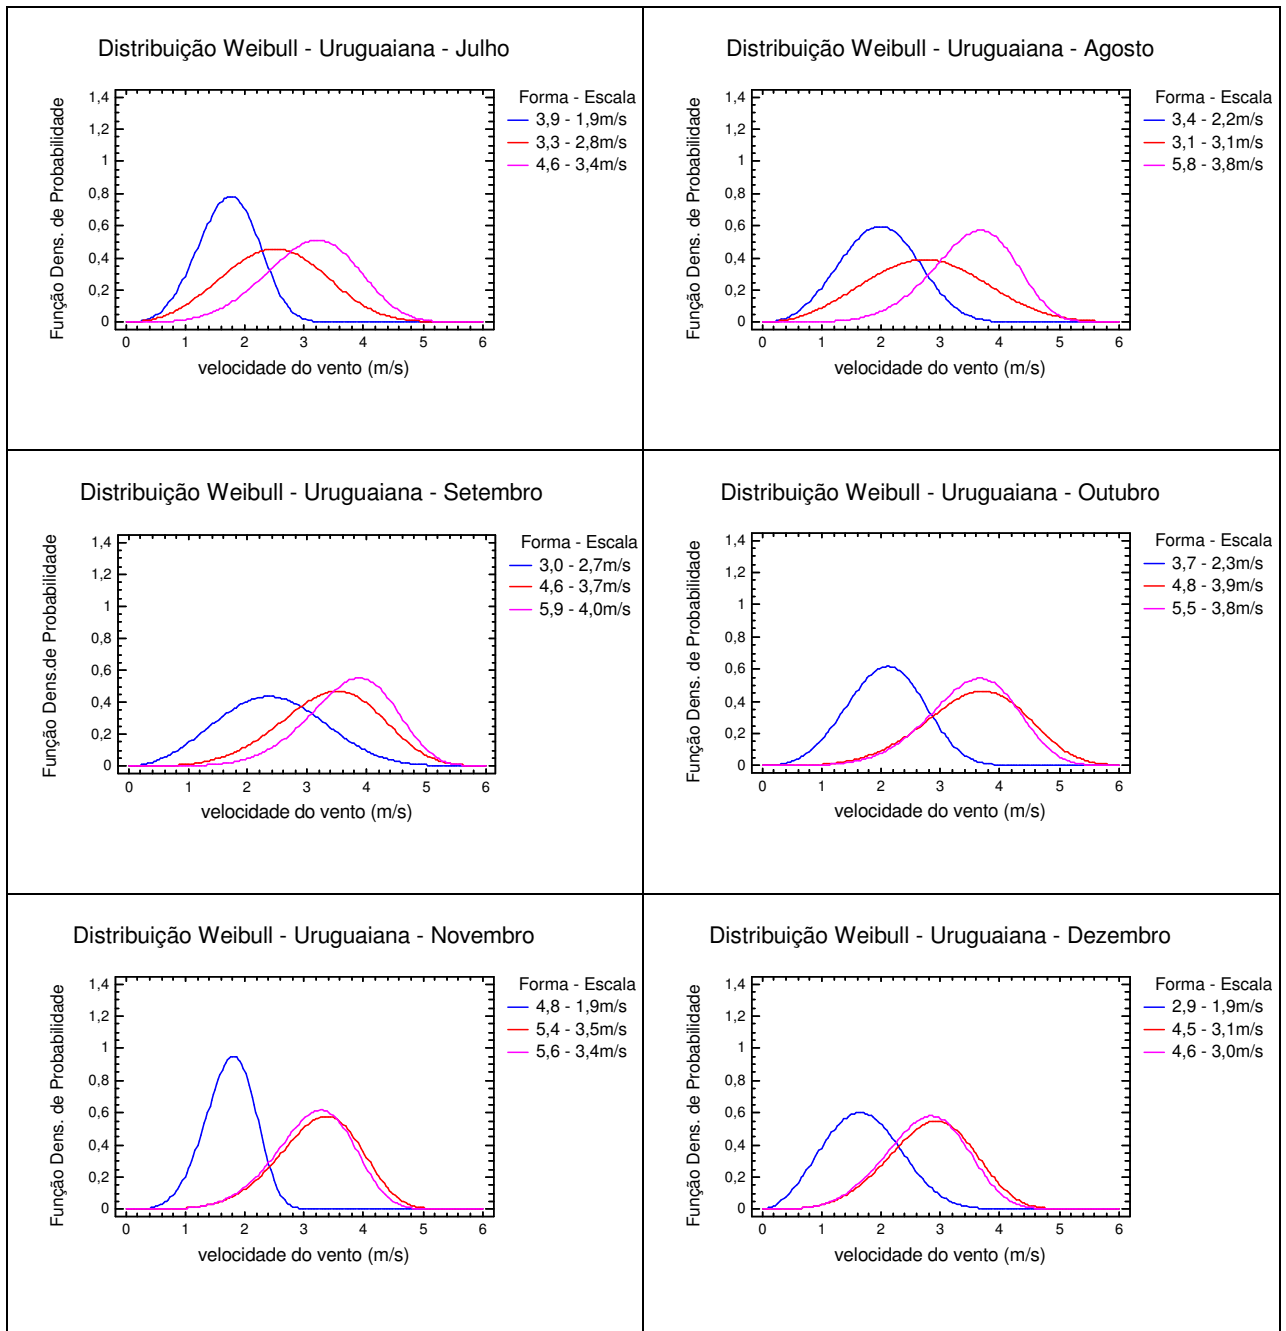 Distribuição Weibull - Uruguaiana - Julho
Função Dens. de Probabilidade
1,4
1,2
1
0,8
0,6
0,4
0,2
0
0 1 2 3 4 5 6
velocidade do vento (m/s)
Forma - Escala
3,9 - 1,9m/s
3,3 - 2,8m/s
4,6 - 3,4m/s
Distribuição Weibull - Uruguaiana - Agosto
Função Dens. de Probabilidade
1,4
1,2
1
0,8
0,6
0,4
0,2
0
0 1 2 3 4 5 6
velocidade do vento (m/s)
Forma - Escala
3,4 - 2,2m/s
3,1 - 3,1m/s
5,8 - 3,8m/s
Distribuição Weibull - Uruguaiana - Setembro
Função Dens.de Probabilidade
1,4
1,2
1
0,8
0,6
0,4
0,2
0
0 1 2 3 4 5 6
velocidade do vento (m/s)
Forma - Escala
3,0 - 2,7m/s
4,6 - 3,7m/s
5,9 - 4,0m/s
Distribuição Weibull - Uruguaiana - Outubro
Função Dens. de Probabilidade
1,4
1,2
1
0,8
0,6
0,4
0,2
0
0 1 2 3 4 5 6
velocidade do vento (m/s)
Forma - Escala
3,7 - 2,3m/s
4,8 - 3,9m/s
5,5 - 3,8m/s
Distribuição Weibull - Uruguaiana - Novembro
Função Dens. de Probabilidade
1,4
1,2
1
0,8
0,6
0,4
0,2
0
0 1 2 3 4 5 6
velocidade do vento (m/s)
Forma - Escala
4,8 - 1,9m/s
5,4 - 3,5m/s
5,6 - 3,4m/s
Distribuição Weibull - Uruguaiana - Dezembro
Função Dens. de Probabilidade
1,4
1,2
1
0,8
0,6
0,4
0,2
0
0 1 2 3 4 5 6
velocidade do vento (m/s)
Forma - Escala
2,9 - 1,9m/s
4,5 - 3,1m/s
4,6 - 3,0m/s